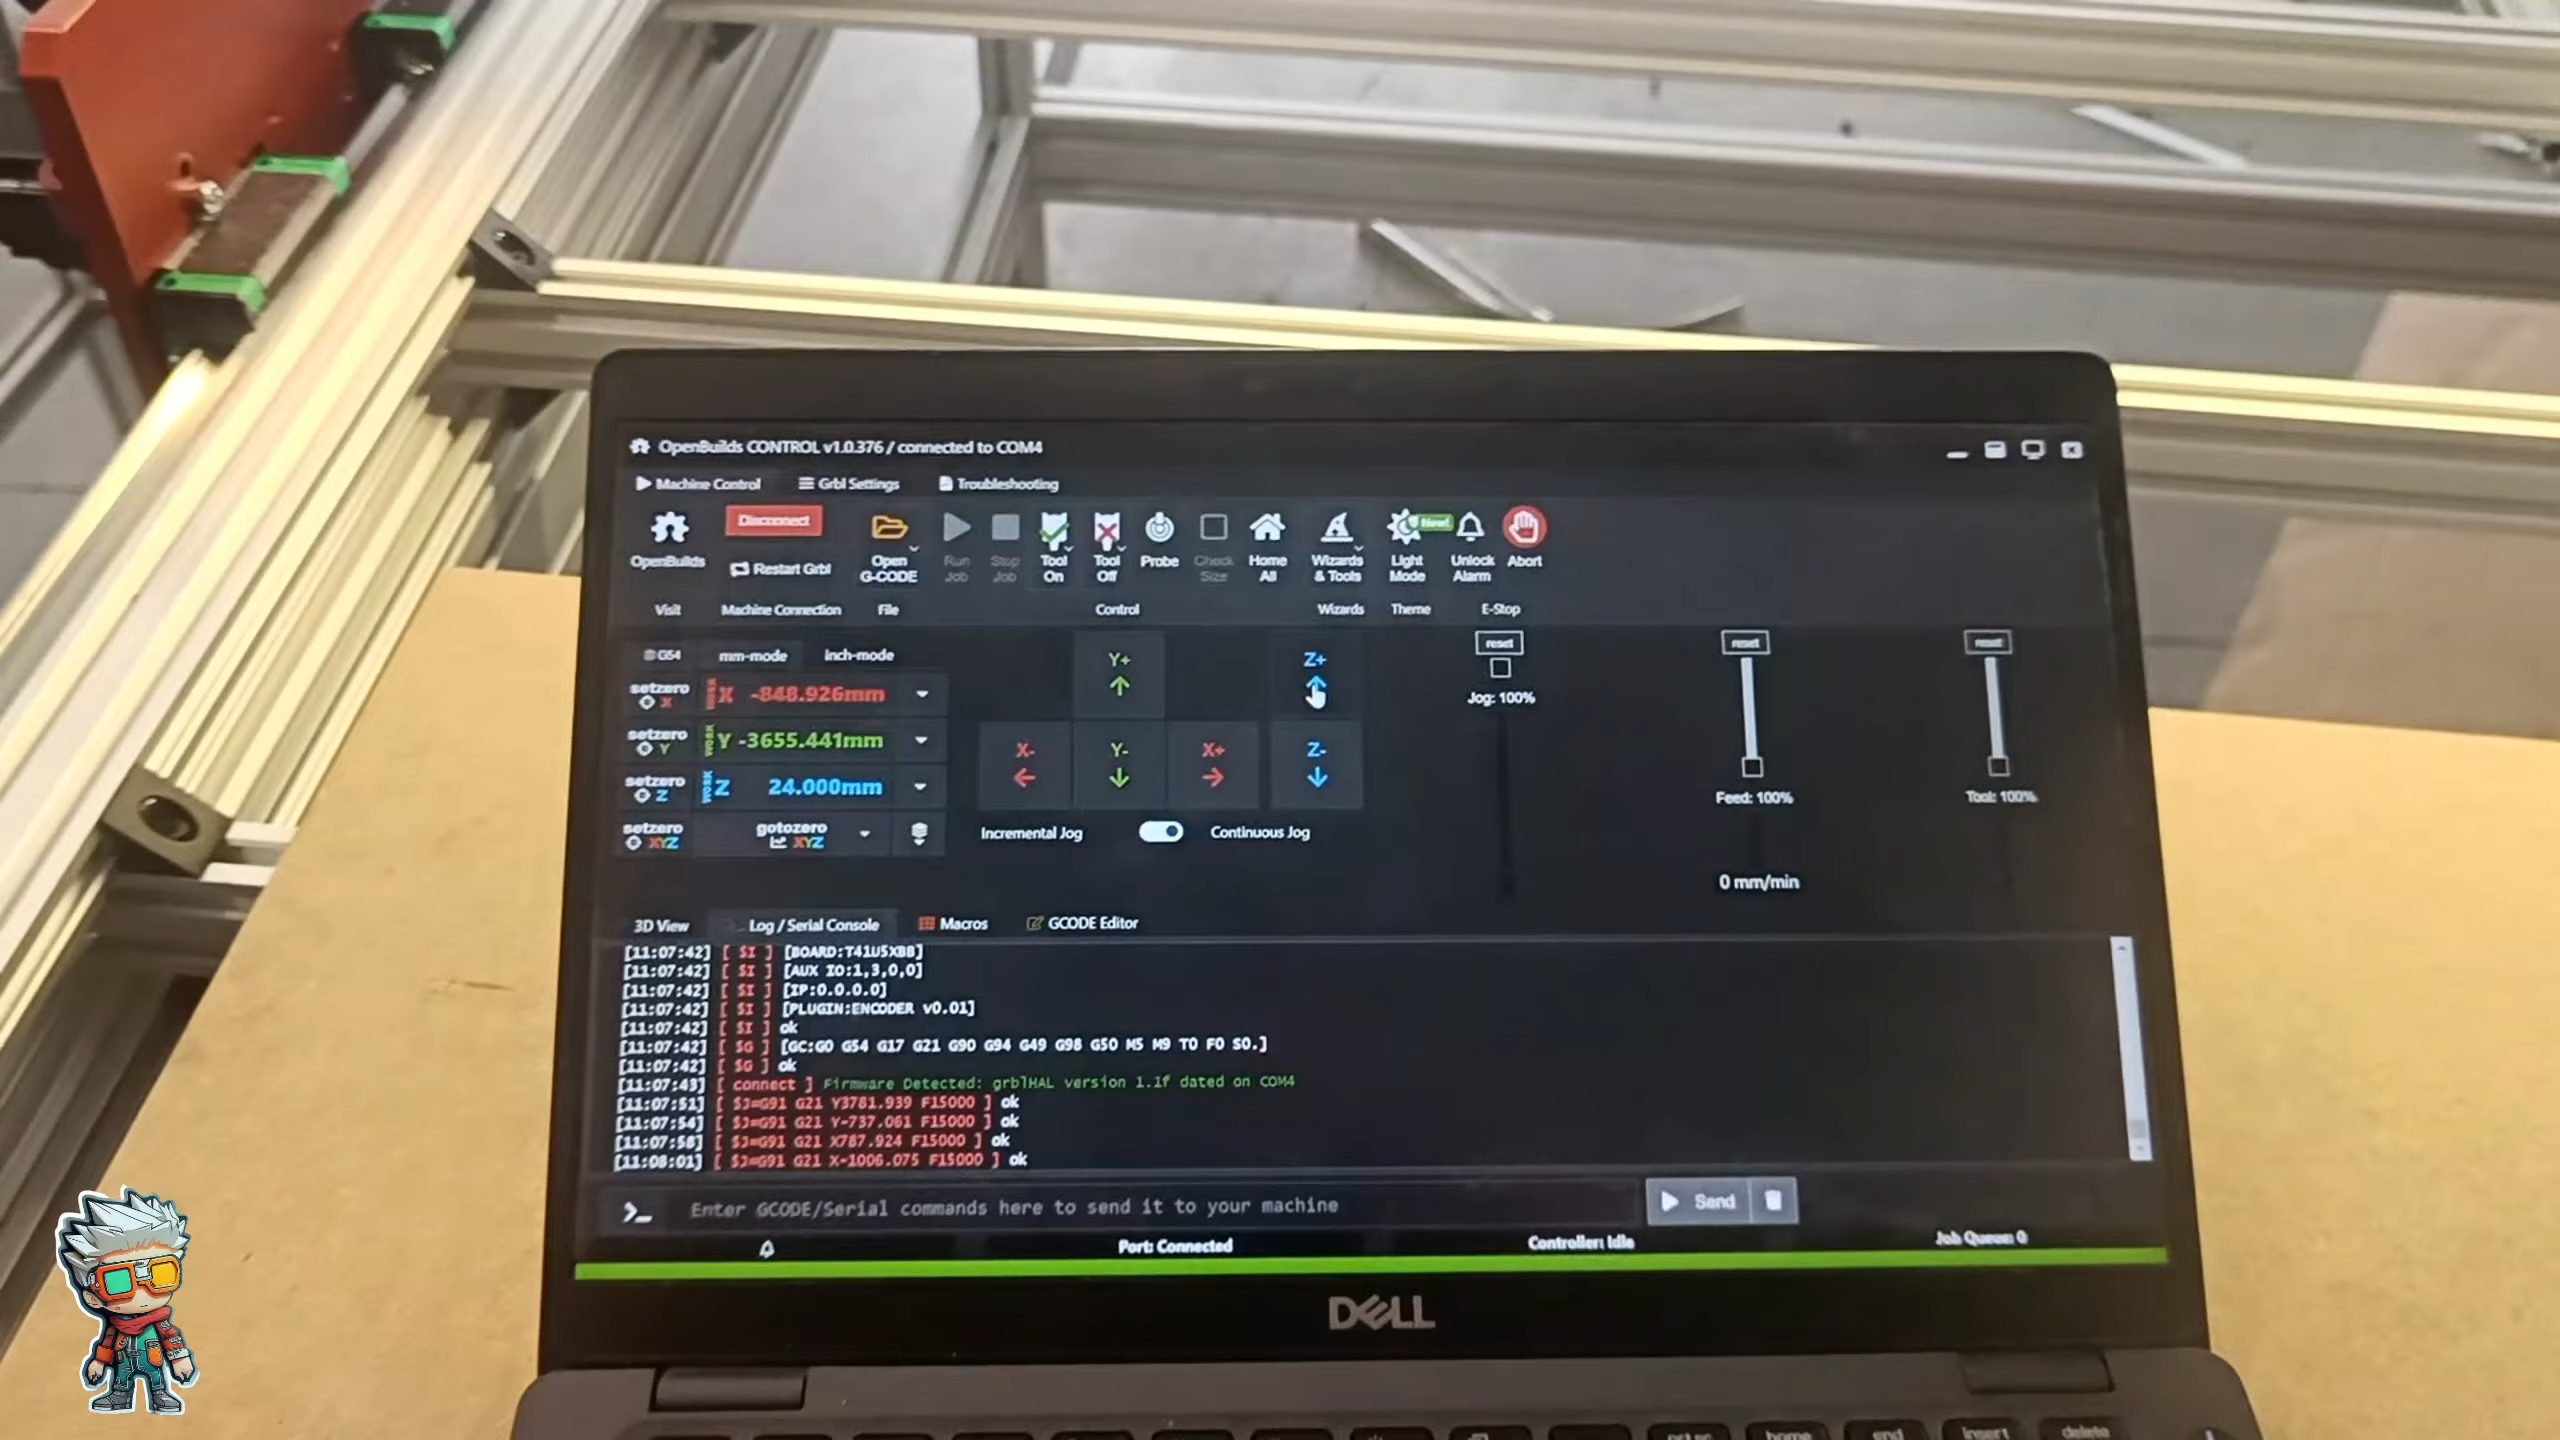 OpenBuilds CONTROL v1.0.376 / connected to COM4
Machine Control Grbl Settings Troubleshooting
OpenBuilds
Disconnect
Restart Grbl
Open G-CODE
Run Job
Stop Job
Tool On
Tool Off
Probe
Check Size
Home All
Wizards & Tools
Light Mode
New!
Unlock Alarm
Abort
Visit Machine Connection File Control Wizards Theme E-Stop
G54 mm-mode inch-mode
setzero X WORK X -848.926mm
setzero Y WORK Y -3655.441mm
setzero Z WORK Z 24.000mm
setzero XYZ gotozero XYZ
Y+ Z+
X- Y- X+ Z-
Incremental Jog Continuous Jog
reset reset reset
Jog: 100%
Feed: 100%
Tool: 100%
0 mm/min
3D View Log / Serial Console Macros GCODE Editor
[11:07:42] [ $I ] [BOARD:T41U5XBB]
[11:07:42] [ $I ] [AUX IO:1,3,0,0]
[11:07:42] [ $I ] [IP:0.0.0.0]
[11:07:42] [ $I ] [PLUGIN:ENCODER v0.01]
[11:07:42] [ $I ] ok
[11:07:42] [ $G ] [GC:G0 G54 G17 G21 G90 G94 G49 G98 G50 M5 M9 T0 F0 S0.]
[11:07:42] [ $G ] ok
[11:07:43] [ connect ] Firmware Detected: grblHAL version 1.1f dated on COM4
[11:07:51] [ $J=G91 G21 Y3781.939 F15000 ] ok
[11:07:54] [ $J=G91 G21 Y-737.061 F15000 ] ok
[11:07:58] [ $J=G91 G21 X787.924 F15000 ] ok
[11:08:01] [ $J=G91 G21 X-1006.075 F15000 ] ok
Enter GCODE/Serial commands here to send it to your machine
Send
Port: Connected Controller: Idle Job Queue: 0
DELL
home end insert delete